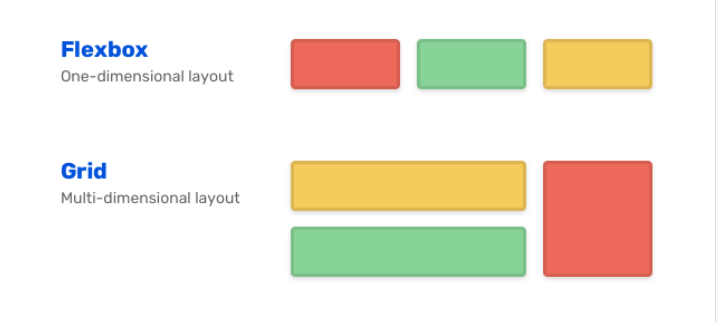 Flexbox
One-dimensional layout
Grid
Multi-dimensional layout